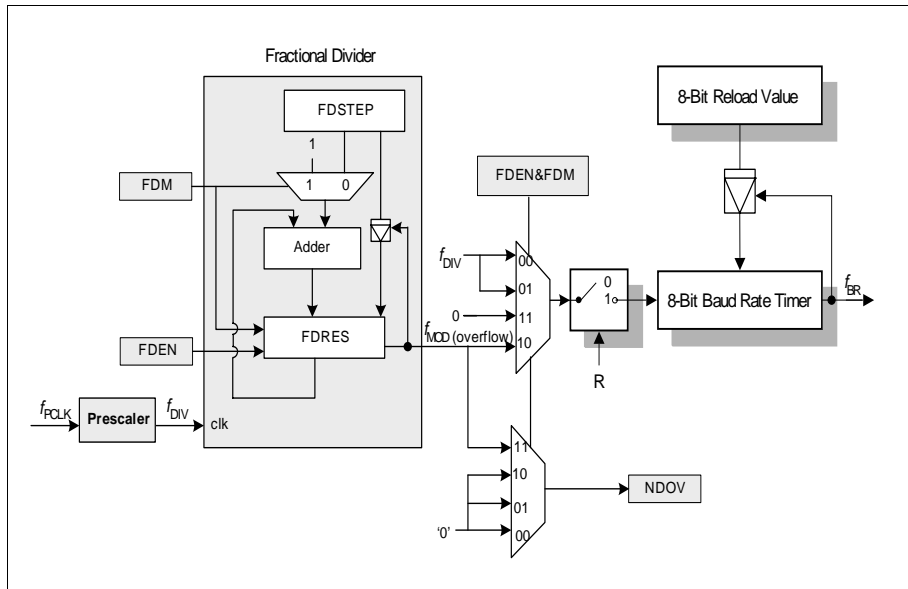 Fractional Divider
FDSTEP
8-Bit Reload Value
1
1 0
FDM
FDEN&FDM
Adder
fDIV
00
01
0
11
10
0
1
8-Bit Baud Rate Timer
fBR
FDEN
FDRES
fMOD (overflow)
R
fPCLK
Prescaler
fDIV
clk
11
10
01
00
'0'
NDOV